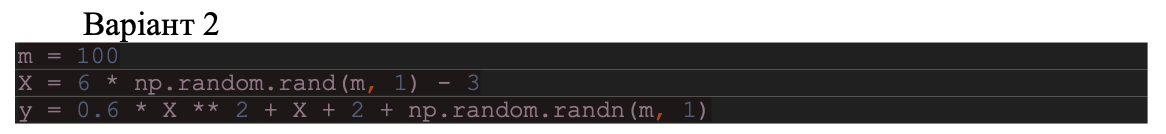 Варіант 2
m = 100
X = 6 * np.random.rand(m, 1) - 3
y = 0.6 * X ** 2 + X + 2 + np.random.randn(m, 1)